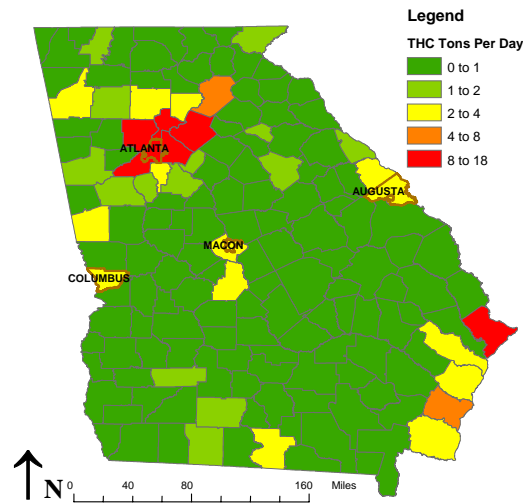 Legend
THC Tons Per Day
0 to 1
1 to 2
2 to 4
4 to 8
8 to 18
ATLANTA
AUGUSTA
MACON
COLUMBUS
N
0 40 80 160 Miles